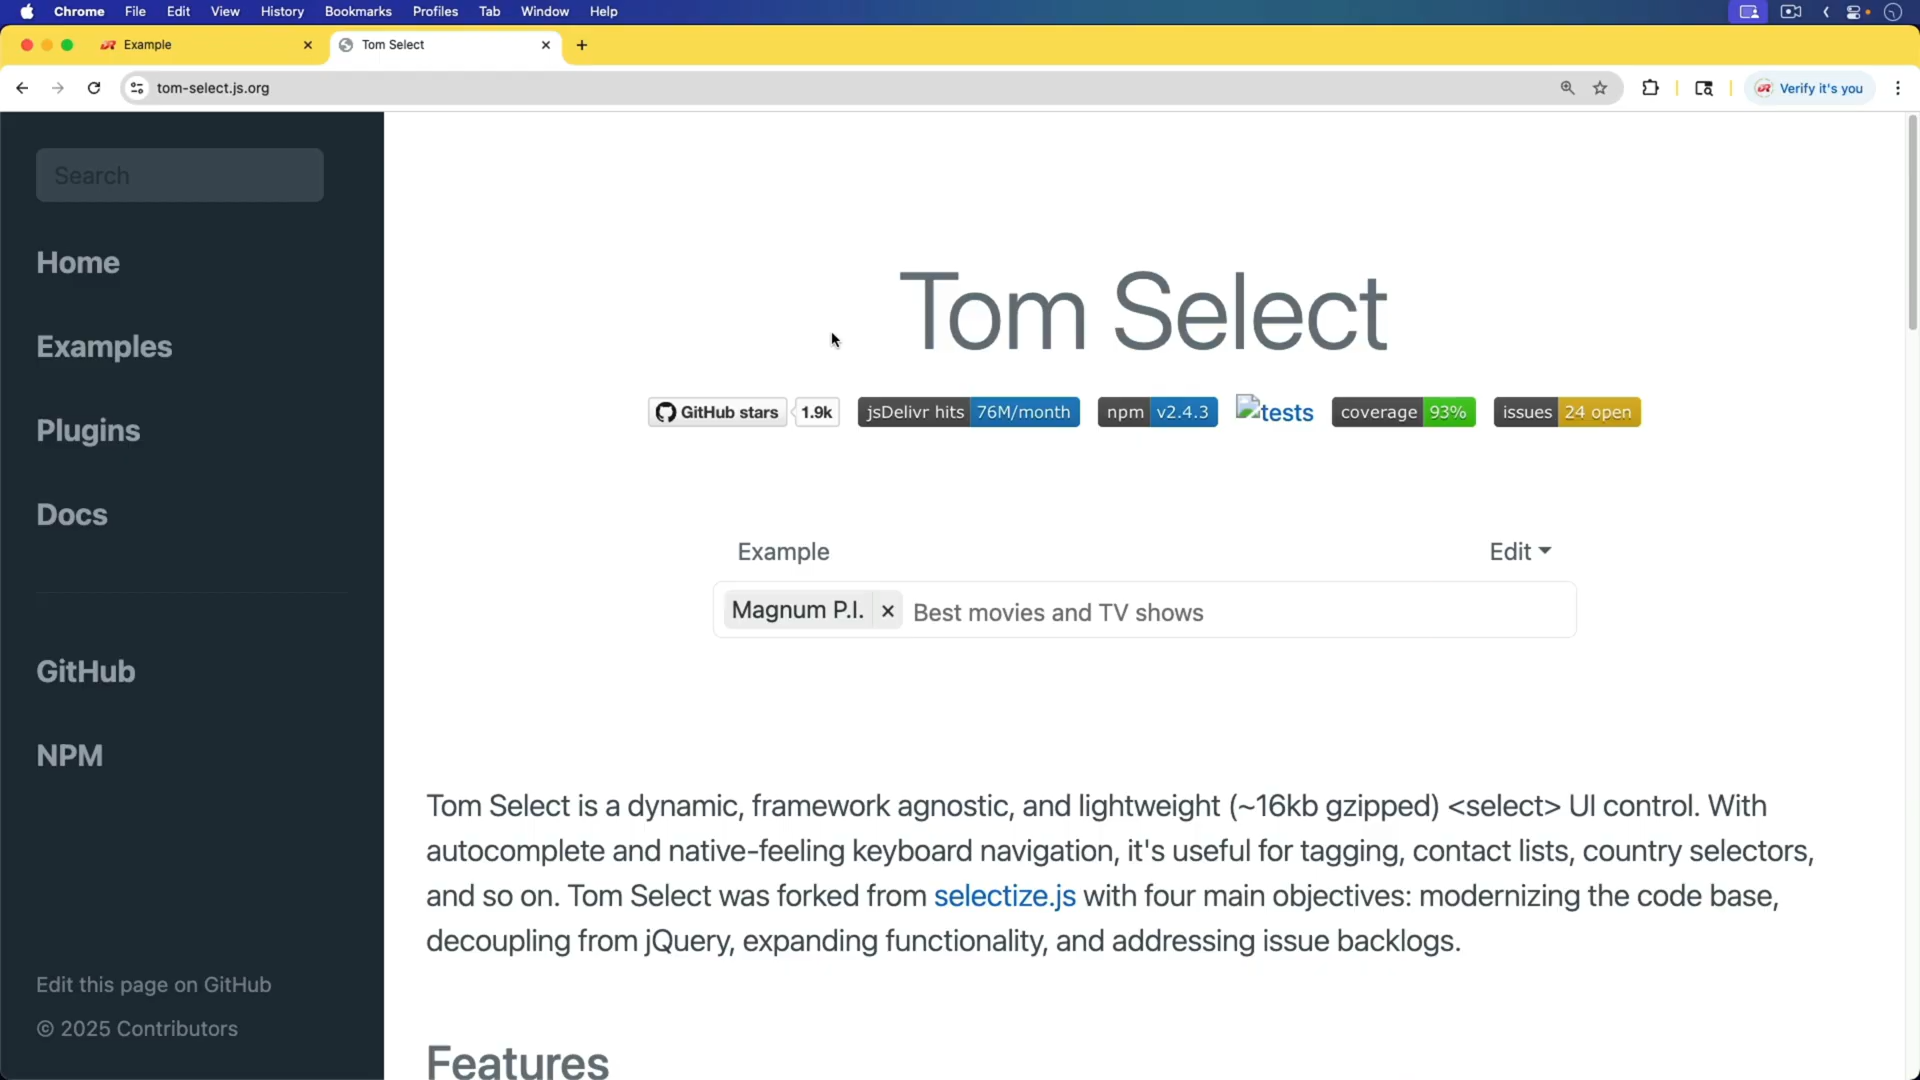 Chrome File Edit View History Bookmarks Profiles Tab Window Help
Example
Tom Select
tom-select.js.org
Verify it's you
Search
Home
Examples
Plugins
Docs
GitHub
NPM
Edit this page on GitHub
© 2025 Contributors
Tom Select
GitHub stars 1.9k jsDelivr hits 76M/month npm v2.4.3 tests coverage 93% issues 24 open
Example Edit
Magnum P.I. × Best movies and TV shows
Tom Select is a dynamic, framework agnostic, and lightweight (~16kb gzipped) <select> UI control. With
autocomplete and native-feeling keyboard navigation, it's useful for tagging, contact lists, country selectors,
and so on. Tom Select was forked from selectize.js with four main objectives: modernizing the code base,
decoupling from jQuery, expanding functionality, and addressing issue backlogs.
Features